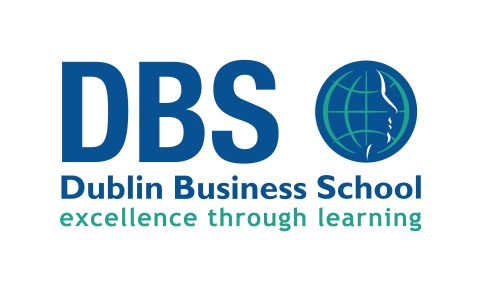 DBS
Dublin Business School
excellence through learning